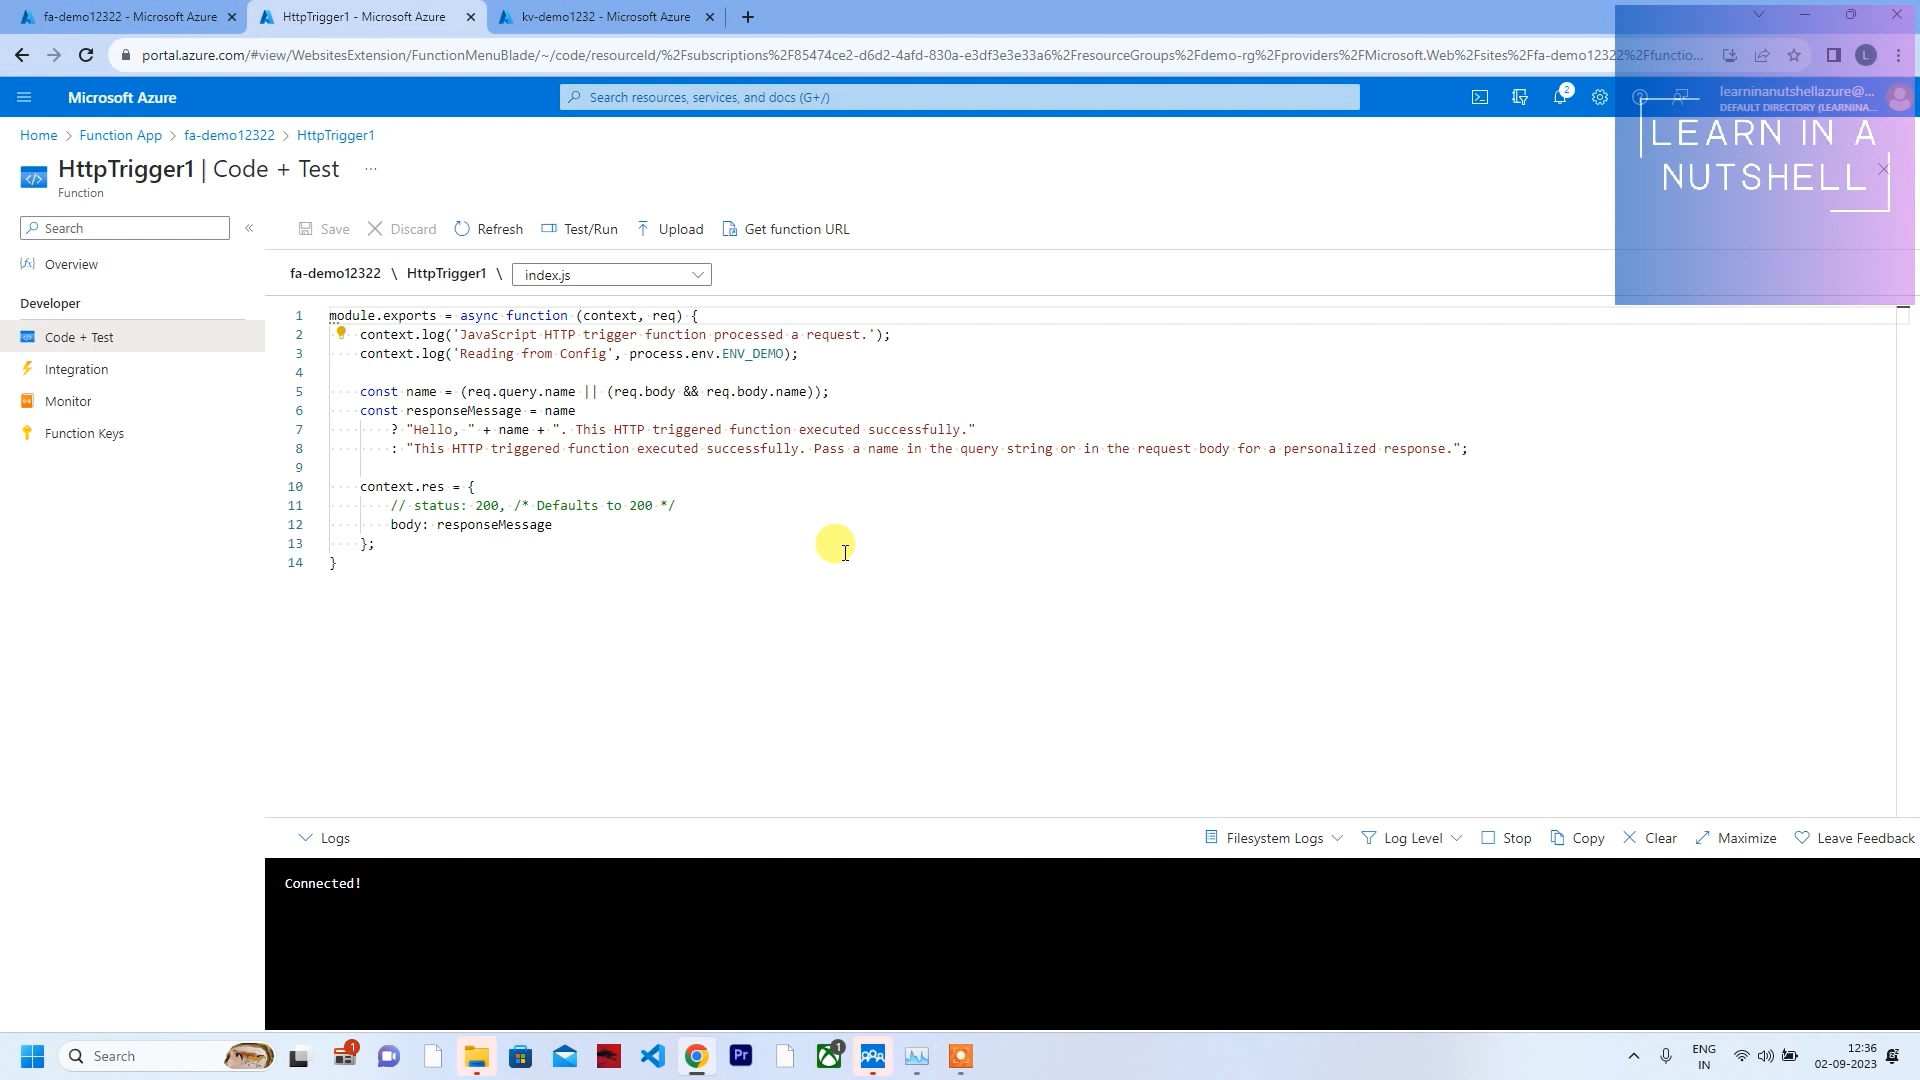 fa-demo12322 - Microsoft Azure
HttpTrigger1 - Microsoft Azure
kv-demo1232 - Microsoft Azure
portal.azure.com/#view/WebsitesExtension/FunctionMenuBlade/~/code/resourceId/%2Fsubscriptions%2F85474ce2-d6d2-4afd-830a-e3df3e3e33a6%2FresourceGroups%2Fdemo-rg%2Fproviders%2FMicrosoft.Web%2Fsites%2Ffa-demo12322%2Ffunctio...
L
Microsoft Azure
Search resources, services, and docs (G+/)
2
learninanutshellazure@...
DEFAULT DIRECTORY (LEARNINA...
LEARN IN A
NUTSHELL
Home > Function App > fa-demo12322 > HttpTrigger1
HttpTrigger1 | Code + Test ...
Function
Search
«
Save
Discard
Refresh
Test/Run
Upload
Get function URL
Overview
Developer
Code + Test
Integration
Monitor
Function Keys
fa-demo12322 \ HttpTrigger1 \ index.js
1 module.exports = async function (context, req) {
2 context.log('JavaScript HTTP trigger function processed a request.');
3 context.log('Reading from Config', process.env.ENV_DEMO);
4
5 const name = (req.query.name || (req.body && req.body.name));
6 const responseMessage = name
7 ? "Hello, " + name + ". This HTTP triggered function executed successfully."
8 : "This HTTP triggered function executed successfully. Pass a name in the query string or in the request body for a personalized response.";
9
10 context.res = {
11 // status: 200, /* Defaults to 200 */
12 body: responseMessage
13 };
14 }
Logs
Filesystem Logs
Log Level
Stop
Copy
Clear
Maximize
Leave Feedback
Connected!
Search
1
Pr
1
ENG
IN
12:36
02-09-2023